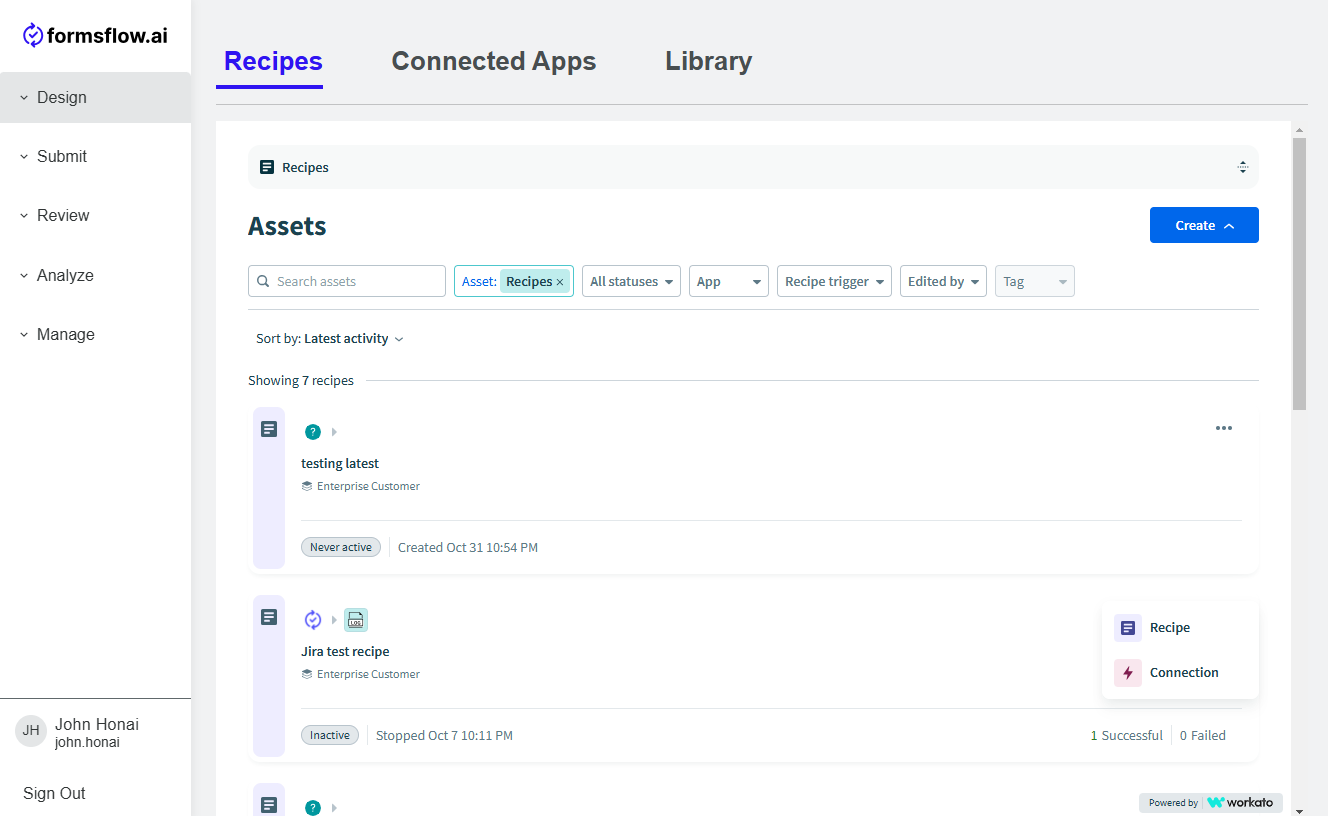 formsflow.ai
Design
Submit
Review
Analyze
Manage
JH
John Honai
john.honai
Sign Out
Recipes
Connected Apps
Library
Recipes
Assets
Create
Search assets
Asset: Recipes ×
All statuses
App
Recipe trigger
Edited by
Tag
Sort by: Latest activity
Showing 7 recipes
?
testing latest
Enterprise Customer
Never active
Created Oct 31 10:54 PM
LOG
Jira test recipe
Enterprise Customer
Inactive
Stopped Oct 7 10:11 PM
1 Successful
0 Failed
Recipe
Connection
?
Powered by workato